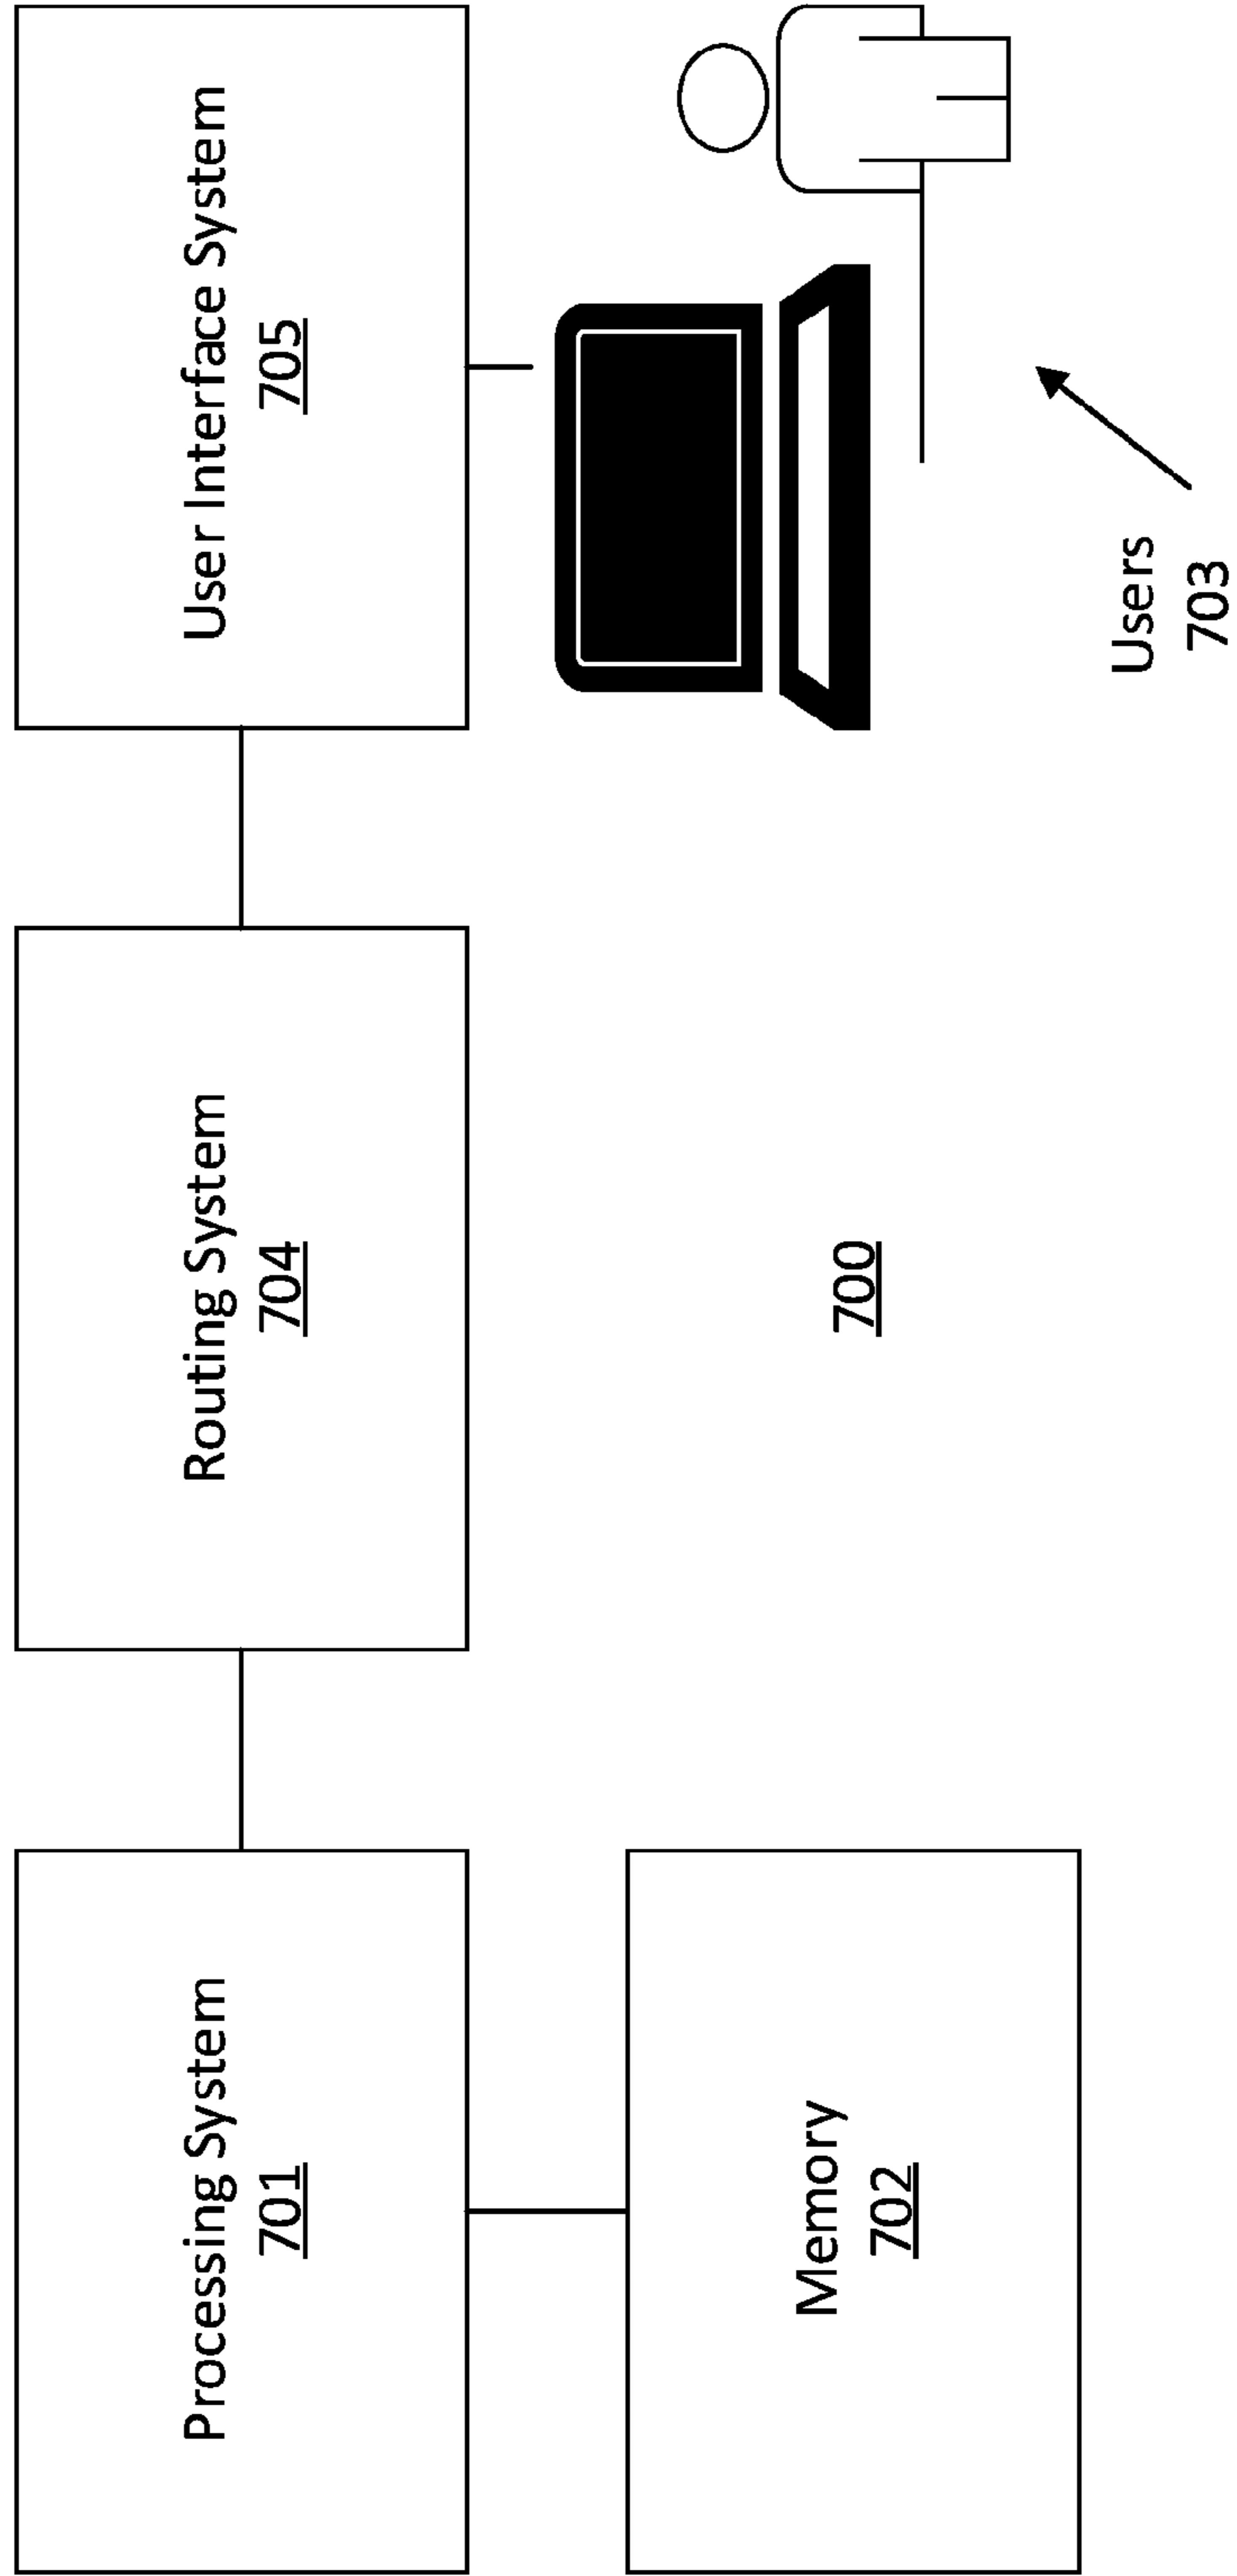 Processing System
701
Routing System
704
User Interface System
705
Memory
702
700
Users
703